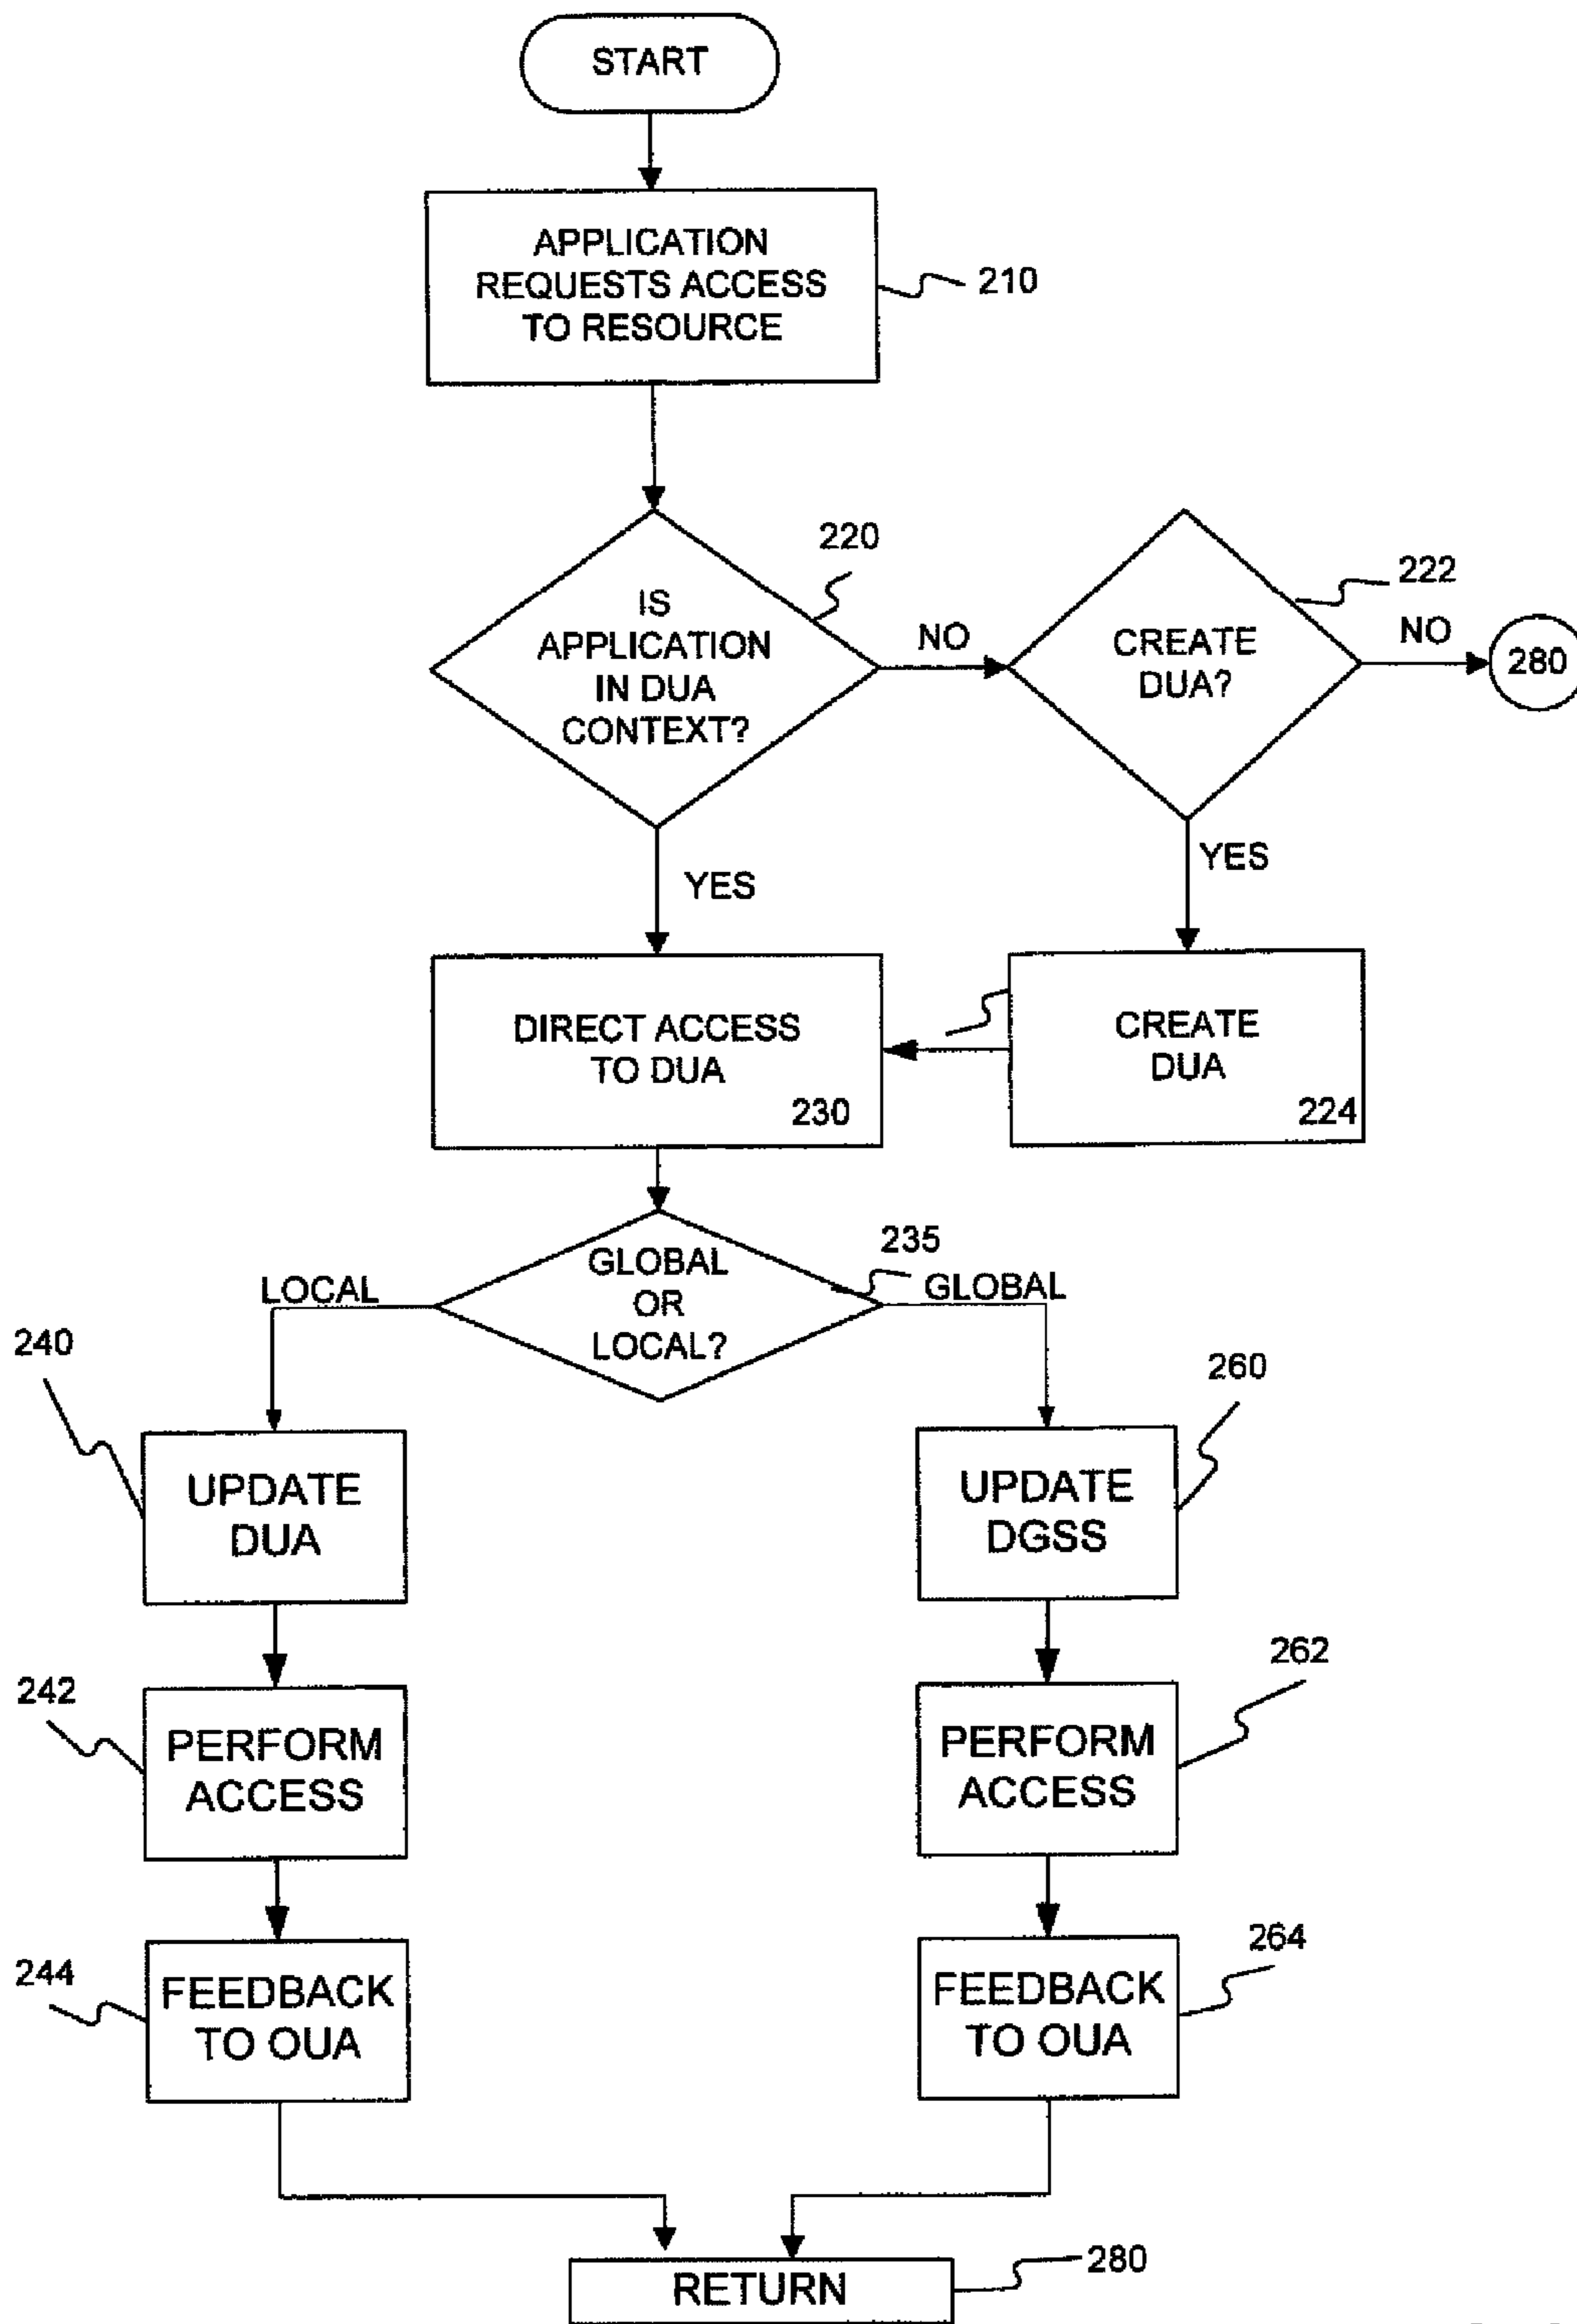 START
APPLICATION
REQUESTS ACCESS
TO RESOURCE
210
220
IS
APPLICATION
IN DUA
CONTEXT?
NO
222
CREATE
DUA?
NO
280
YES
YES
DIRECT ACCESS
TO DUA
230
CREATE
DUA
224
235
GLOBAL
OR
LOCAL?
LOCAL
GLOBAL
240
UPDATE
DUA
260
UPDATE
DGSS
242
PERFORM
ACCESS
262
PERFORM
ACCESS
244
FEEDBACK
TO OUA
264
FEEDBACK
TO OUA
RETURN
280